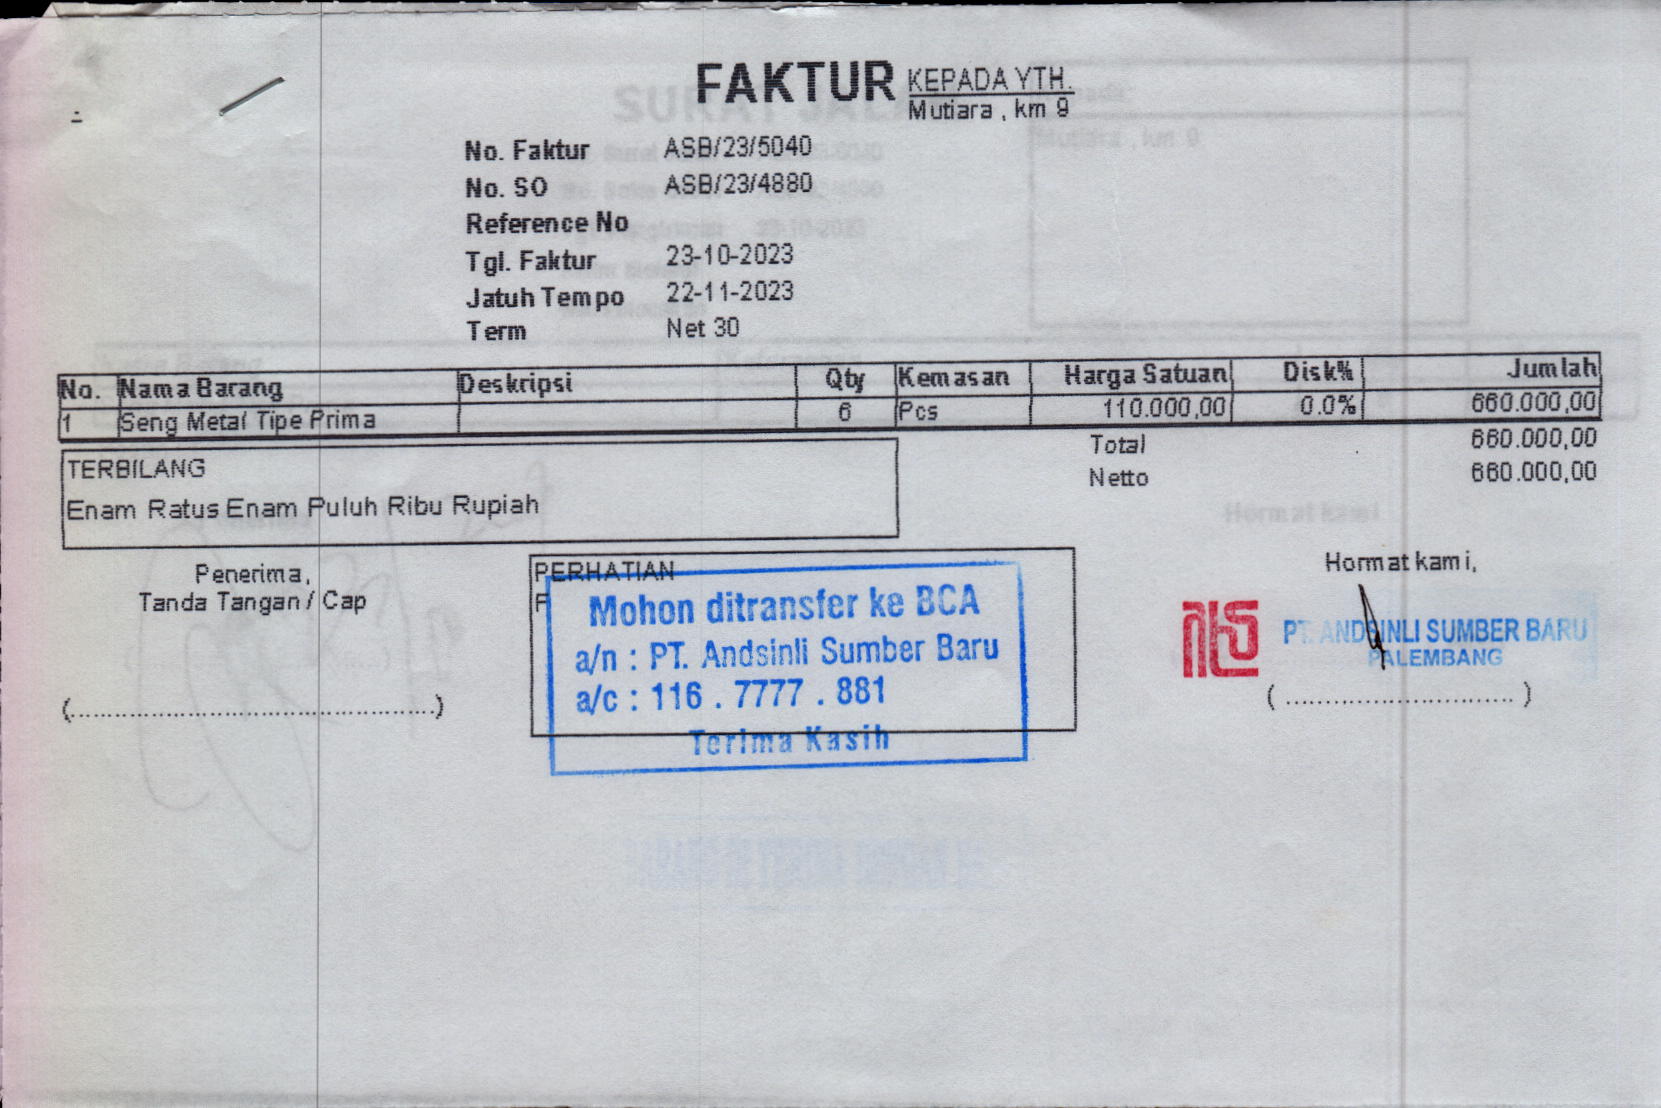 FAKTUR
KEPADA YTH.
Mutiara , km 9
No. Faktur ASB/23/5040
No. SO ASB/23/4880
Reference No
Tgl. Faktur 23-10-2023
Jatuh Tempo 22-11-2023
Term Net 30
No. Nama Barang Deskripsi Qty Kemasan Harga Satuan Disk% Jumlah
1 Seng Metal Tipe Prima 6 Pcs 110.000,00 0.0% 660.000,00
Total 660.000,00
Netto 660.000,00
TERBILANG
Enam Ratus Enam Puluh Ribu Rupiah
Penerima,
Tanda Tangan / Cap
(..................................................)
PERHATIAN
Mohon ditransfer ke BCA
a/n : PT. Andsinli Sumber Baru
a/c : 116 . 7777 . 881
Terima Kasih
Hormat kami,
PT. ANDSINLI SUMBER BARU
PALEMBANG
( ................................ )